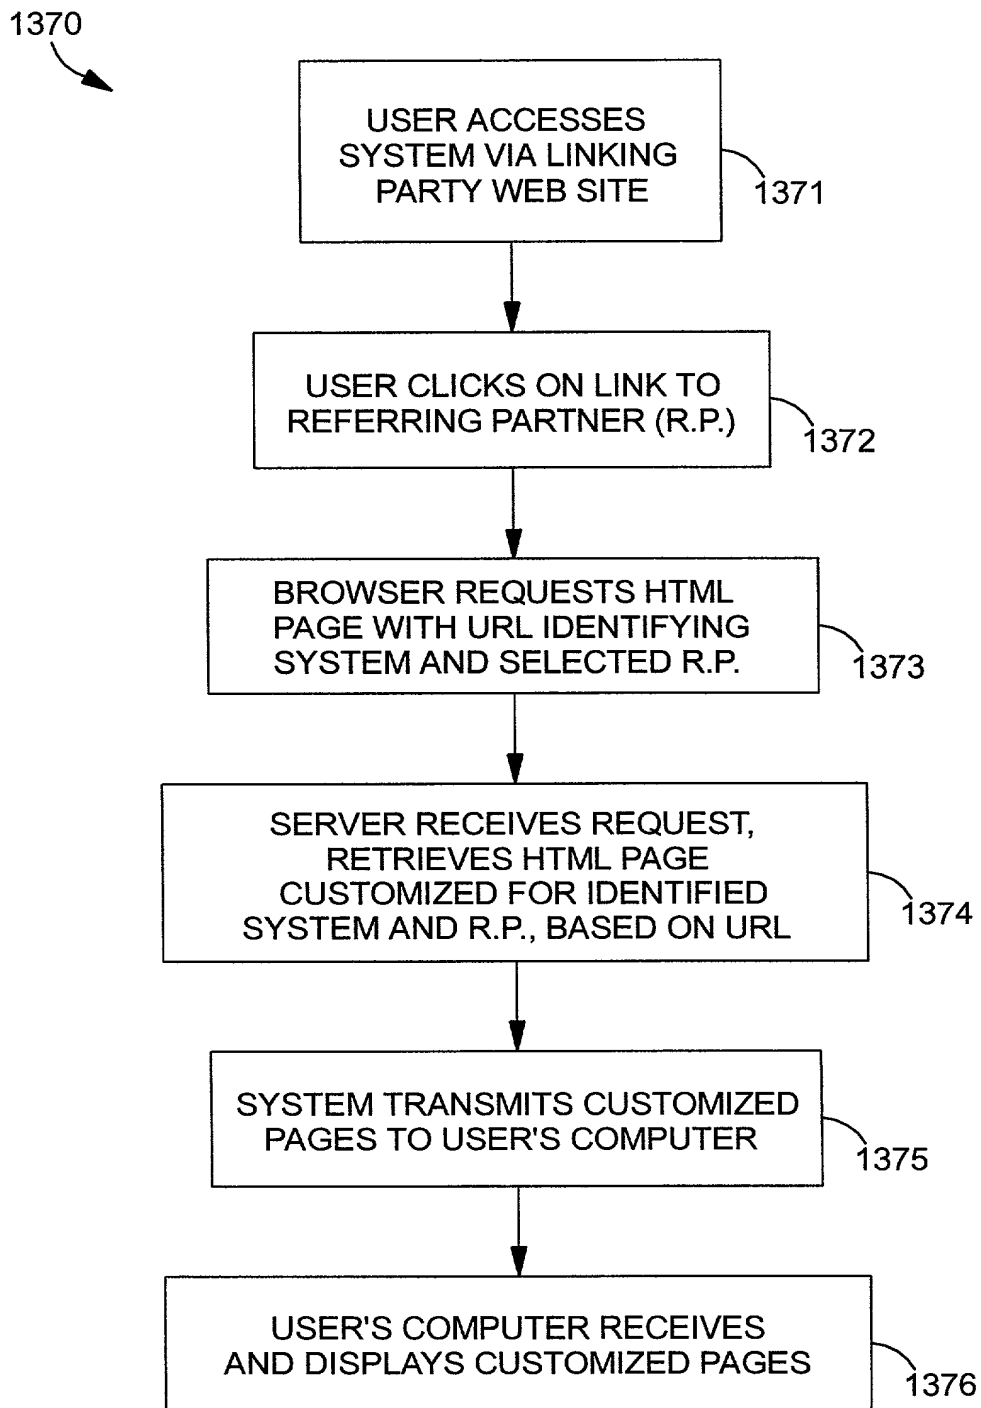 1370
USER ACCESSES
SYSTEM VIA LINKING
PARTY WEB SITE
1371
USER CLICKS ON LINK TO
REFERRING PARTNER (R.P.)
1372
BROWSER REQUESTS HTML
PAGE WITH URL IDENTIFYING
SYSTEM AND SELECTED R.P.
1373
SERVER RECEIVES REQUEST,
RETRIEVES HTML PAGE
CUSTOMIZED FOR IDENTIFIED
SYSTEM AND R.P., BASED ON URL
1374
SYSTEM TRANSMITS CUSTOMIZED
PAGES TO USER'S COMPUTER
1375
USER'S COMPUTER RECEIVES
AND DISPLAYS CUSTOMIZED PAGES
1376